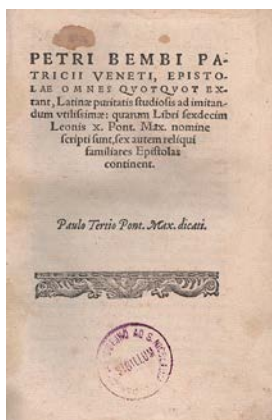 PETRI BEMBI PA-
TRICII VENETI, EPISTO-
LAE OMNES QVOTQVOT EX-
tant, Latinæ puritatis studiosis ad imitan-
dum vtilissimæ: quarum Libri sexdecim
Leonis X. Pont. Max. nomine
scripti sunt, sex autem reliqui
familiares Epistolas
continent.
Paulo Tertio Pont. Max. dicati.
AD S. NICOLAUM
SIGILLUM